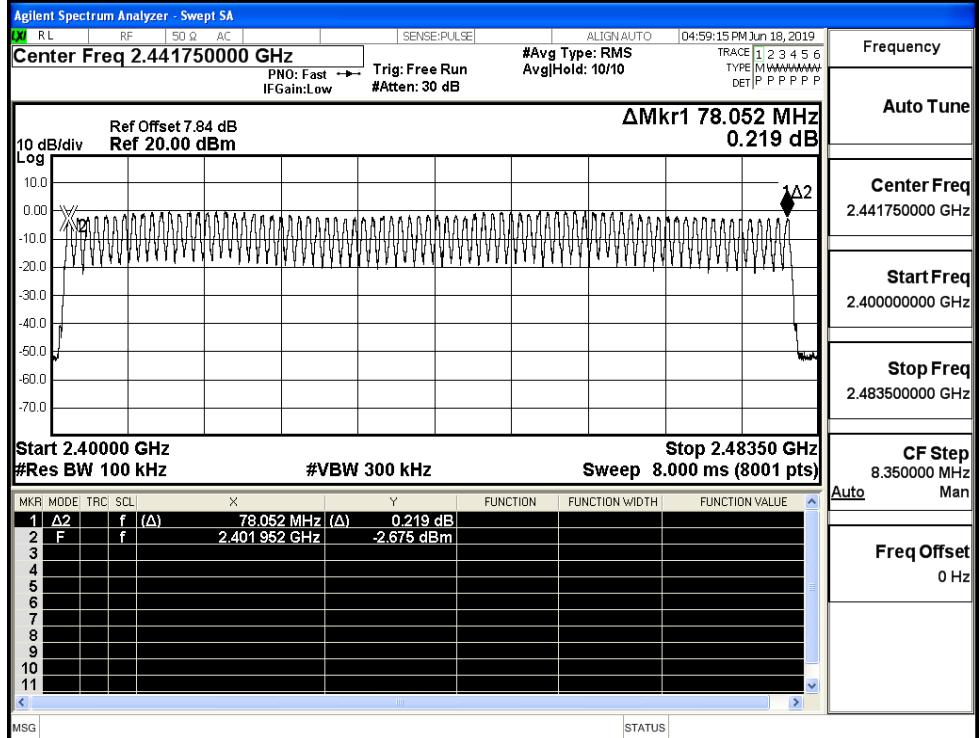 Agilent Spectrum Analyzer - Swept SA
LXI RL RF 50 Ω AC SENSE:PULSE ALIGN AUTO 04:59:15 PM Jun 18, 2019
Center Freq 2.441750000 GHz
PNO: Fast
IFGain:Low
Trig: Free Run
#Atten: 30 dB
#Avg Type: RMS
Avg|Hold: 10/10
TRACE 1 2 3 4 5 6
TYPE M WWWWW
DET P P P P P P
Frequency
ΔMkr1 78.052 MHz
0.219 dB
Ref Offset 7.84 dB
10 dB/div Ref 20.00 dBm
Log
10.0
0.00
-10.0
-20.0
-30.0
-40.0
-50.0
-60.0
-70.0
1Δ2
2
Start 2.40000 GHz Stop 2.48350 GHz
#Res BW 100 kHz #VBW 300 kHz Sweep 8.000 ms (8001 pts)
MKR MODE TRC SCL X Y FUNCTION FUNCTION WIDTH FUNCTION VALUE
1 Δ2 f (Δ) 78.052 MHz (Δ) 0.219 dB
2 F f 2.401 952 GHz -2.675 dBm
3
4
5
6
7
8
9
10
11
MSG STATUS
Auto Tune
Center Freq
2.441750000 GHz
Start Freq
2.400000000 GHz
Stop Freq
2.483500000 GHz
CF Step
8.350000 MHz
Auto Man
Freq Offset
0 Hz